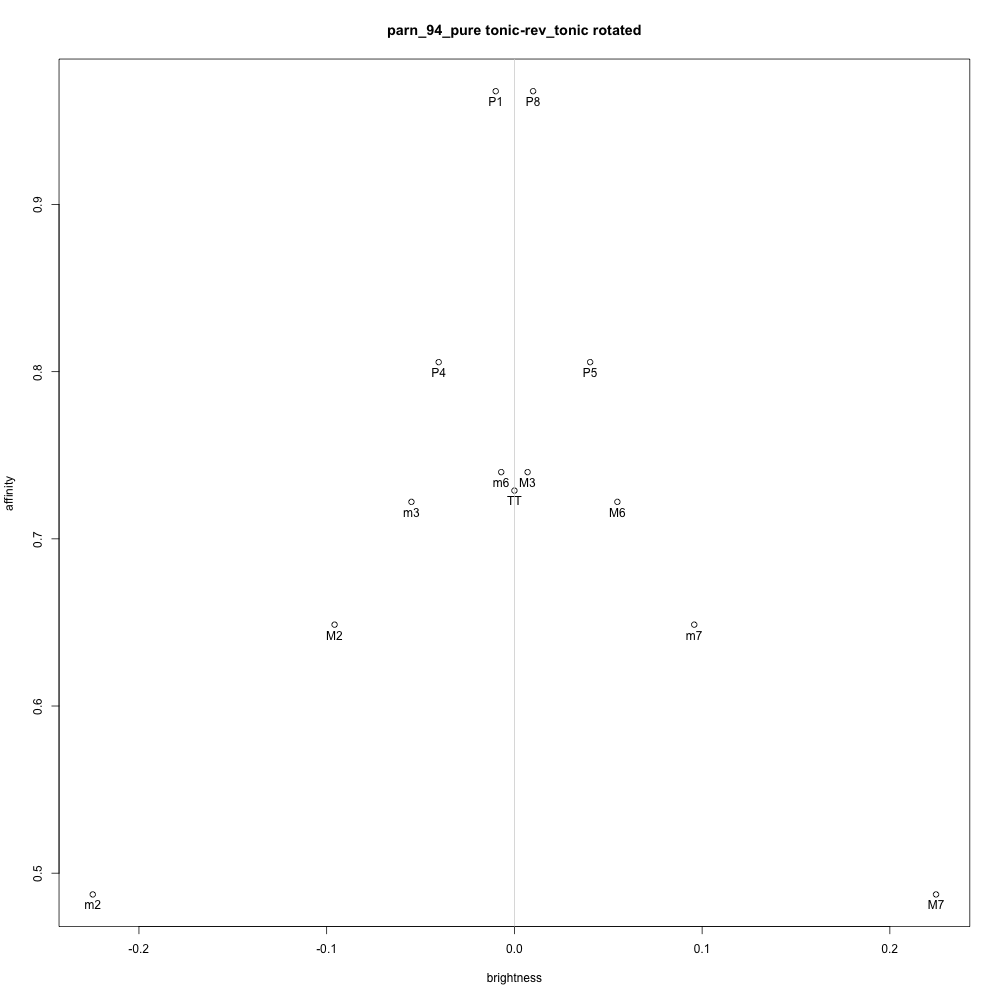 parn_94_pure tonic-rev_tonic rotated
P1 P8
0.9
0.8
P4 P5
m6 M3
TT
m3 M6
affinity
0.7
M2 m7
0.6
0.5
m2 M7
-0.2 -0.1 0.0 0.1 0.2
brightness